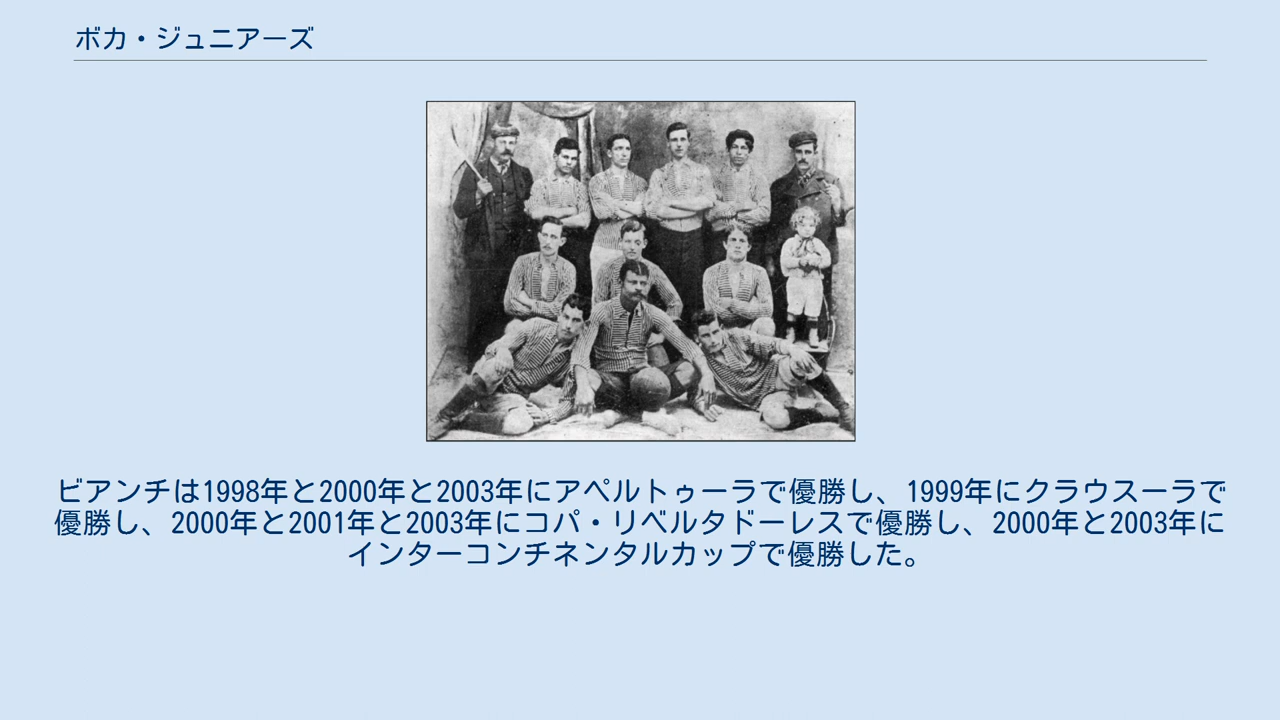 ボカ・ジュニアーズ
ビアンチは1998年と2000年と2003年にアペルトゥーラで優勝し、1999年にクラウスーラで
優勝し、2000年と2001年と2003年にコパ・リベルタドーレスで優勝し、2000年と2003年に
インターコンチネンタルカップで優勝した。